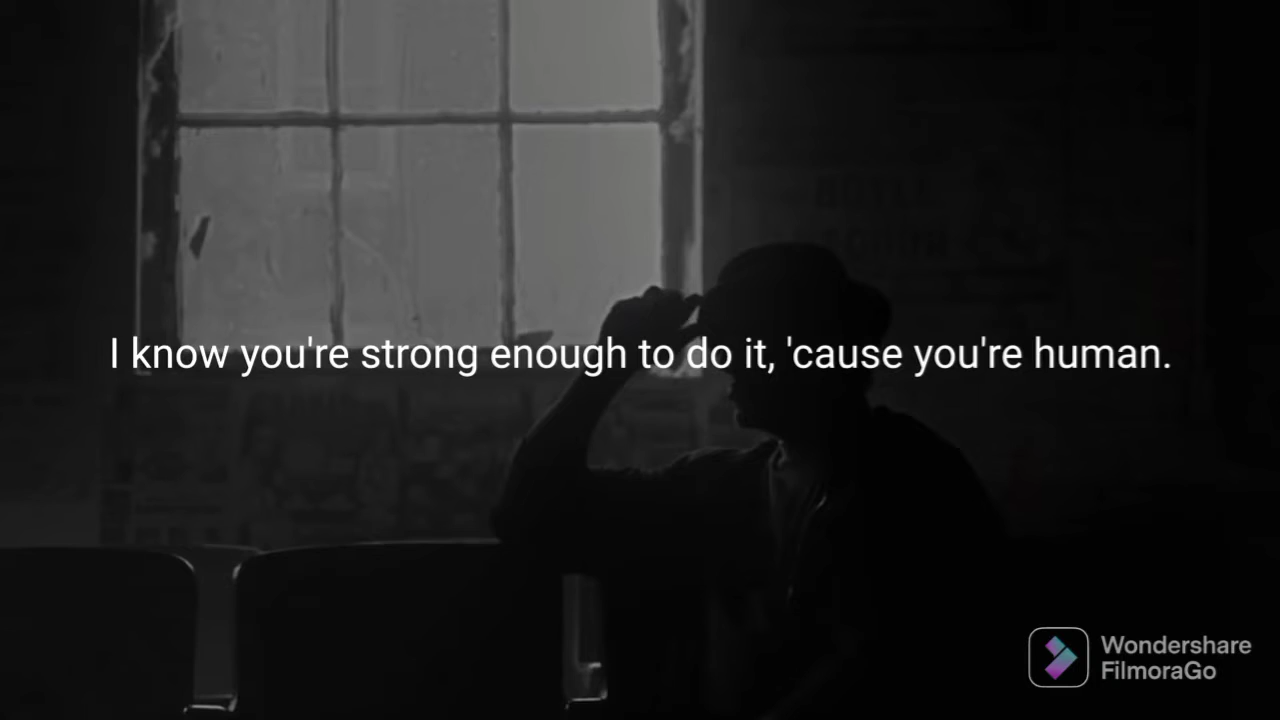 I know you're strong enough to do it, 'cause you're human.
Wondershare
FilmoraGo